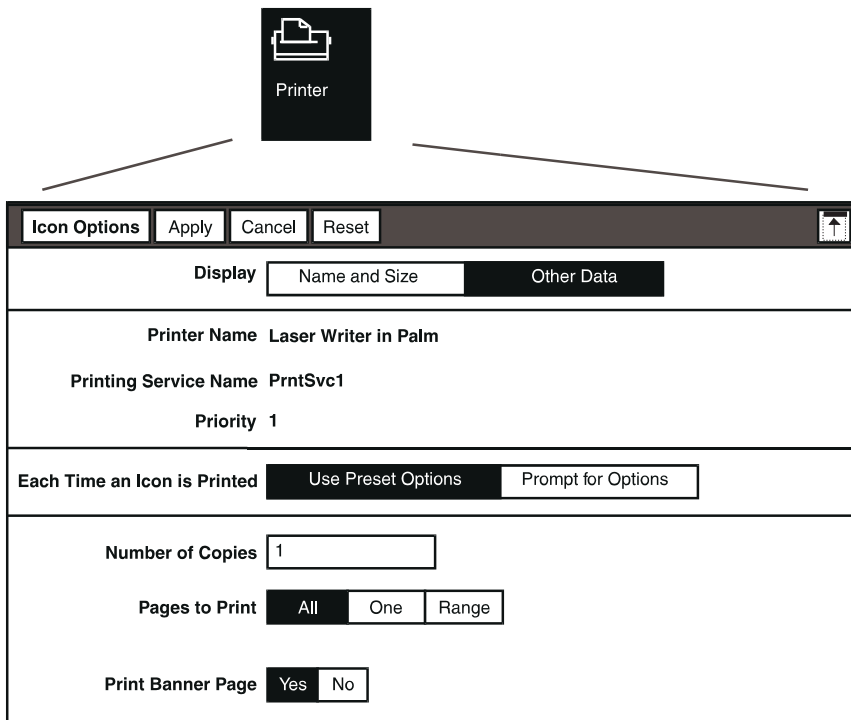 Printer
Icon Options Apply Cancel Reset
Display Name and Size Other Data
Printer Name Laser Writer in Palm
Printing Service Name PrntSvc1
Priority 1
Each Time an Icon is Printed Use Preset Options Prompt for Options
Number of Copies 1
Pages to Print All One Range
Print Banner Page Yes No